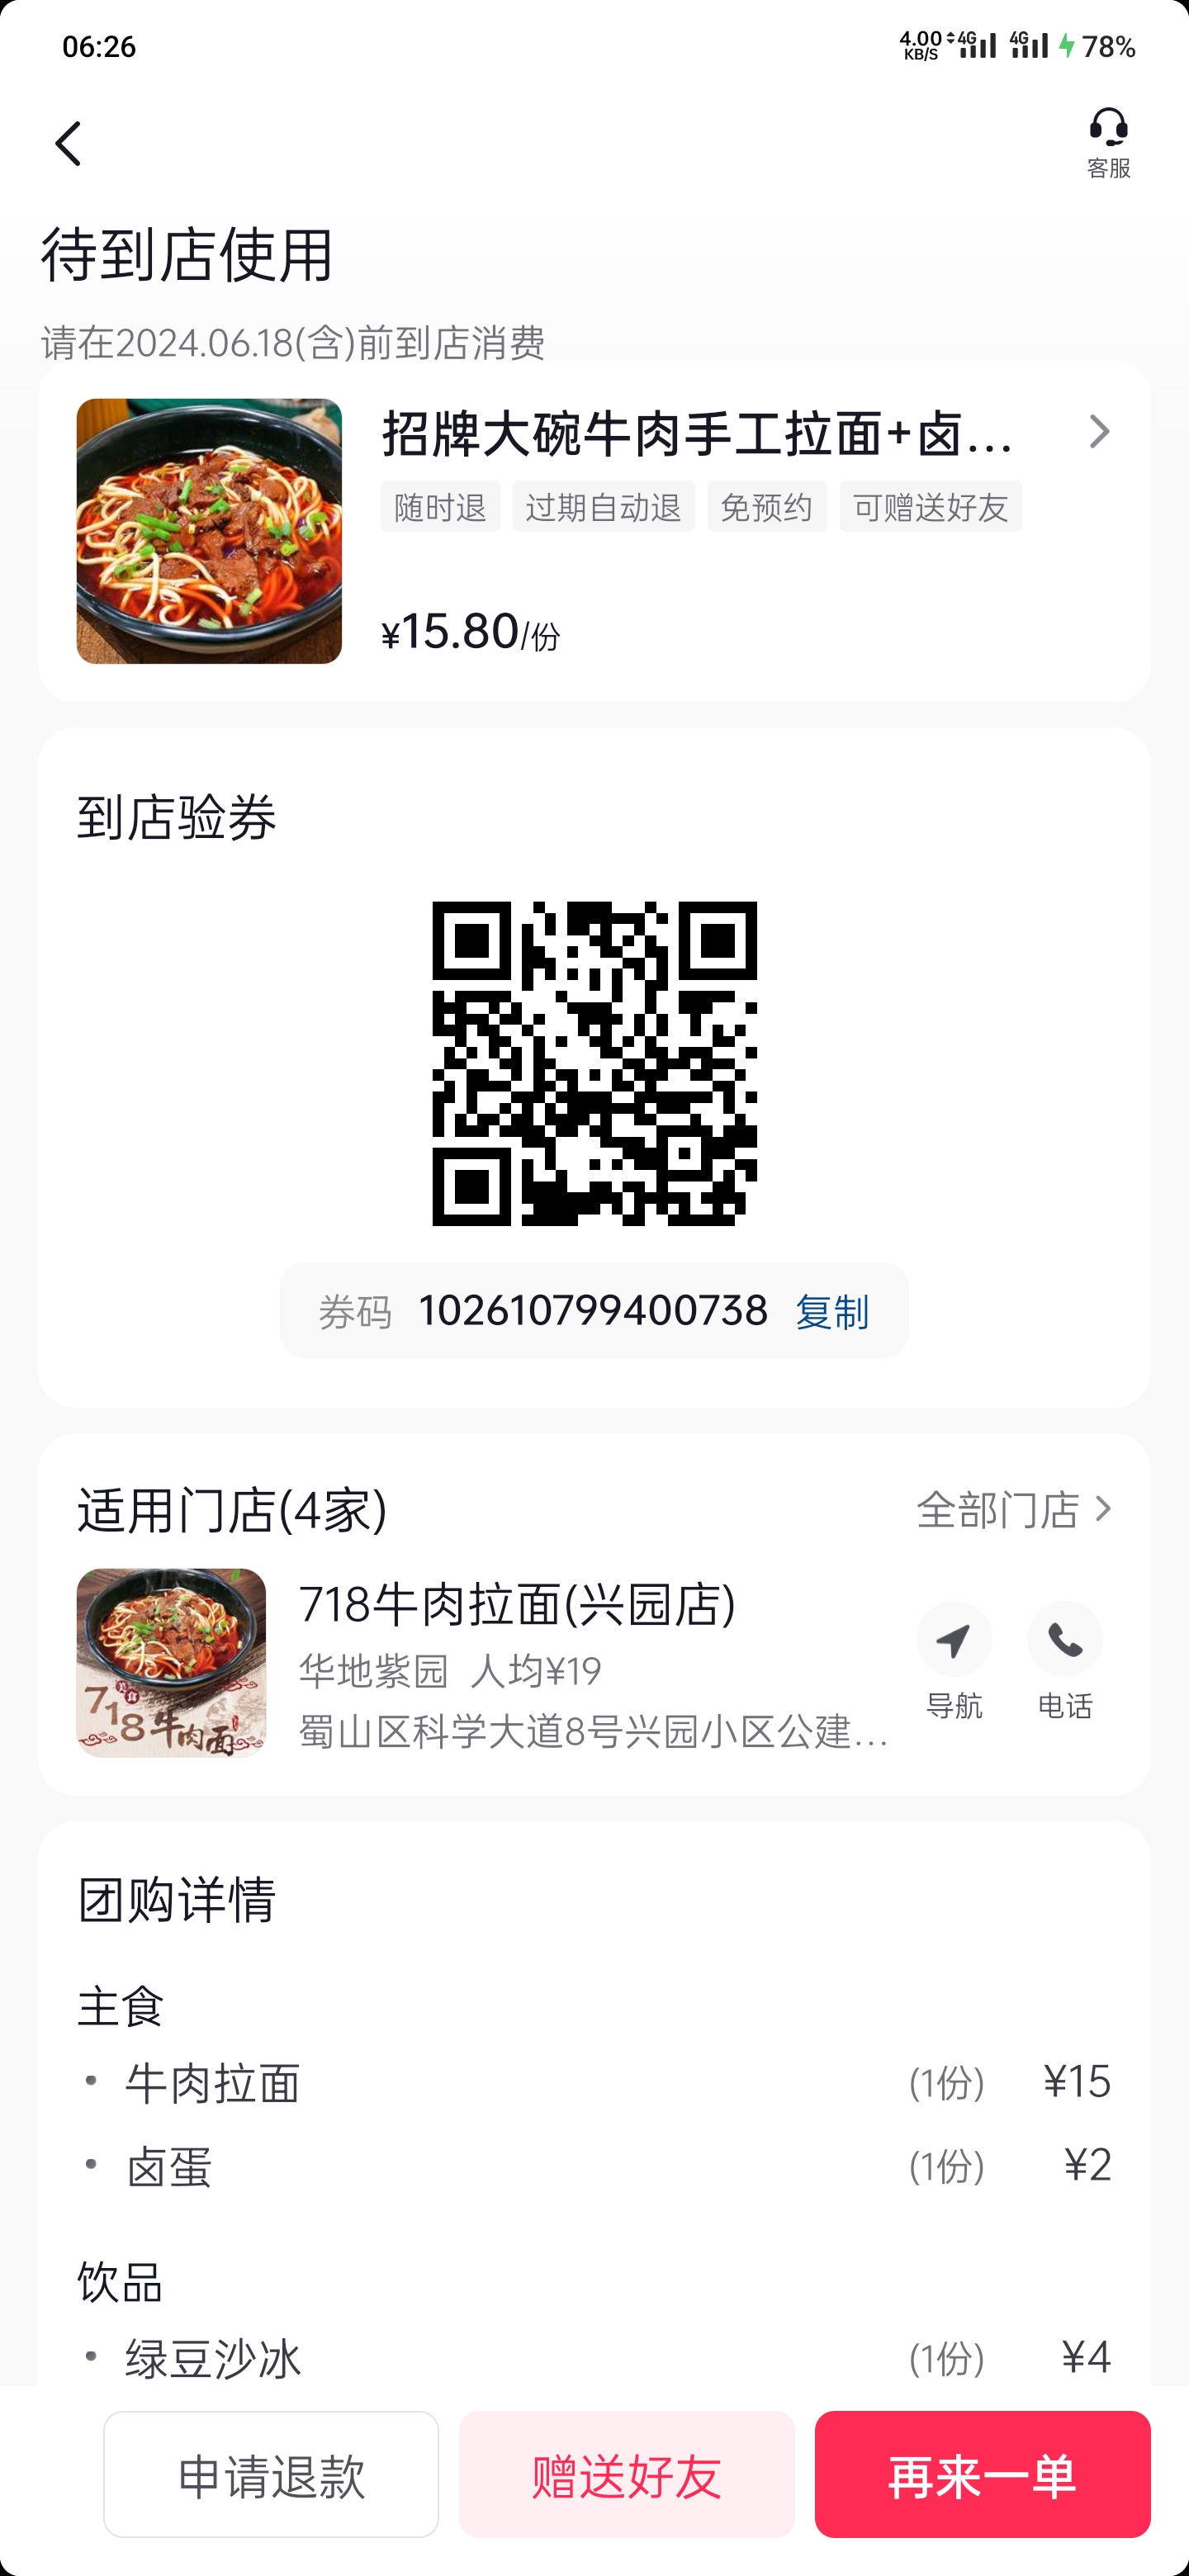 06:26
4.00 KB/S 4G 4G 78%
客服
待到店使用
请在2024.06.18(含)前到店消费
招牌大碗牛肉手工拉面+卤...
随时退 过期自动退 免预约 可赠送好友
¥15.80/份
到店验券
券码 102610799400738 复制
适用门店(4家) 全部门店
718牛肉拉面(兴园店)
华地紫园 人均¥19
蜀山区科学大道8号兴园小区公建...
导航 电话
美食
718牛肉面
团购详情
主食
牛肉拉面 (1份) ¥15
卤蛋 (1份) ¥2
饮品
绿豆沙冰 (1份) ¥4
申请退款 赠送好友 再来一单